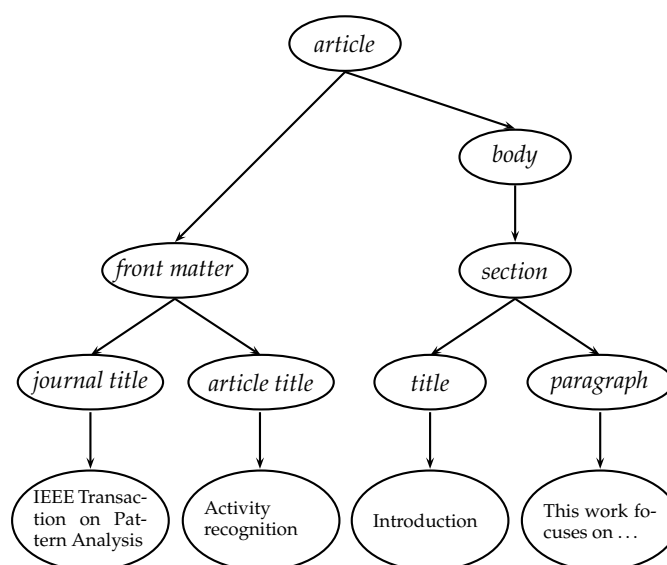 article
body
front matter
section
journal title
article title
title
paragraph
IEEE Transac-
tion on Pat-
tern Analysis
Activity
recognition
Introduction
This work fo-
cuses on ...